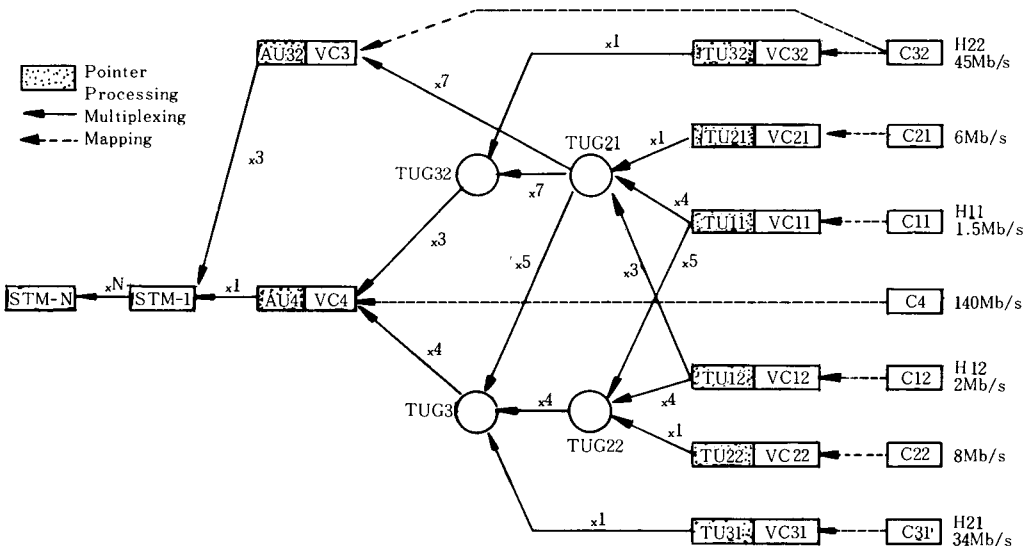 Pointer
Processing
Multiplexing
Mapping
AU32 VC3
x1
TU32 VC32
C32
H22
45Mb/s
x7
TUG21
x1
TU21 VC21
C21
6Mb/s
x3
TUG32
x7
x4
TU11 VC11
C11
H11
1.5Mb/s
x3
x5
x3
x5
STM-N
xN
STM-1
x1
AU4 VC4
C4
140Mb/s
x4
TUG3
x4
TUG22
x4
TU12 VC12
C12
H12
2Mb/s
x1
TU22 VC22
C22
8Mb/s
x1
TU31 VC31
C31
H21
34Mb/s